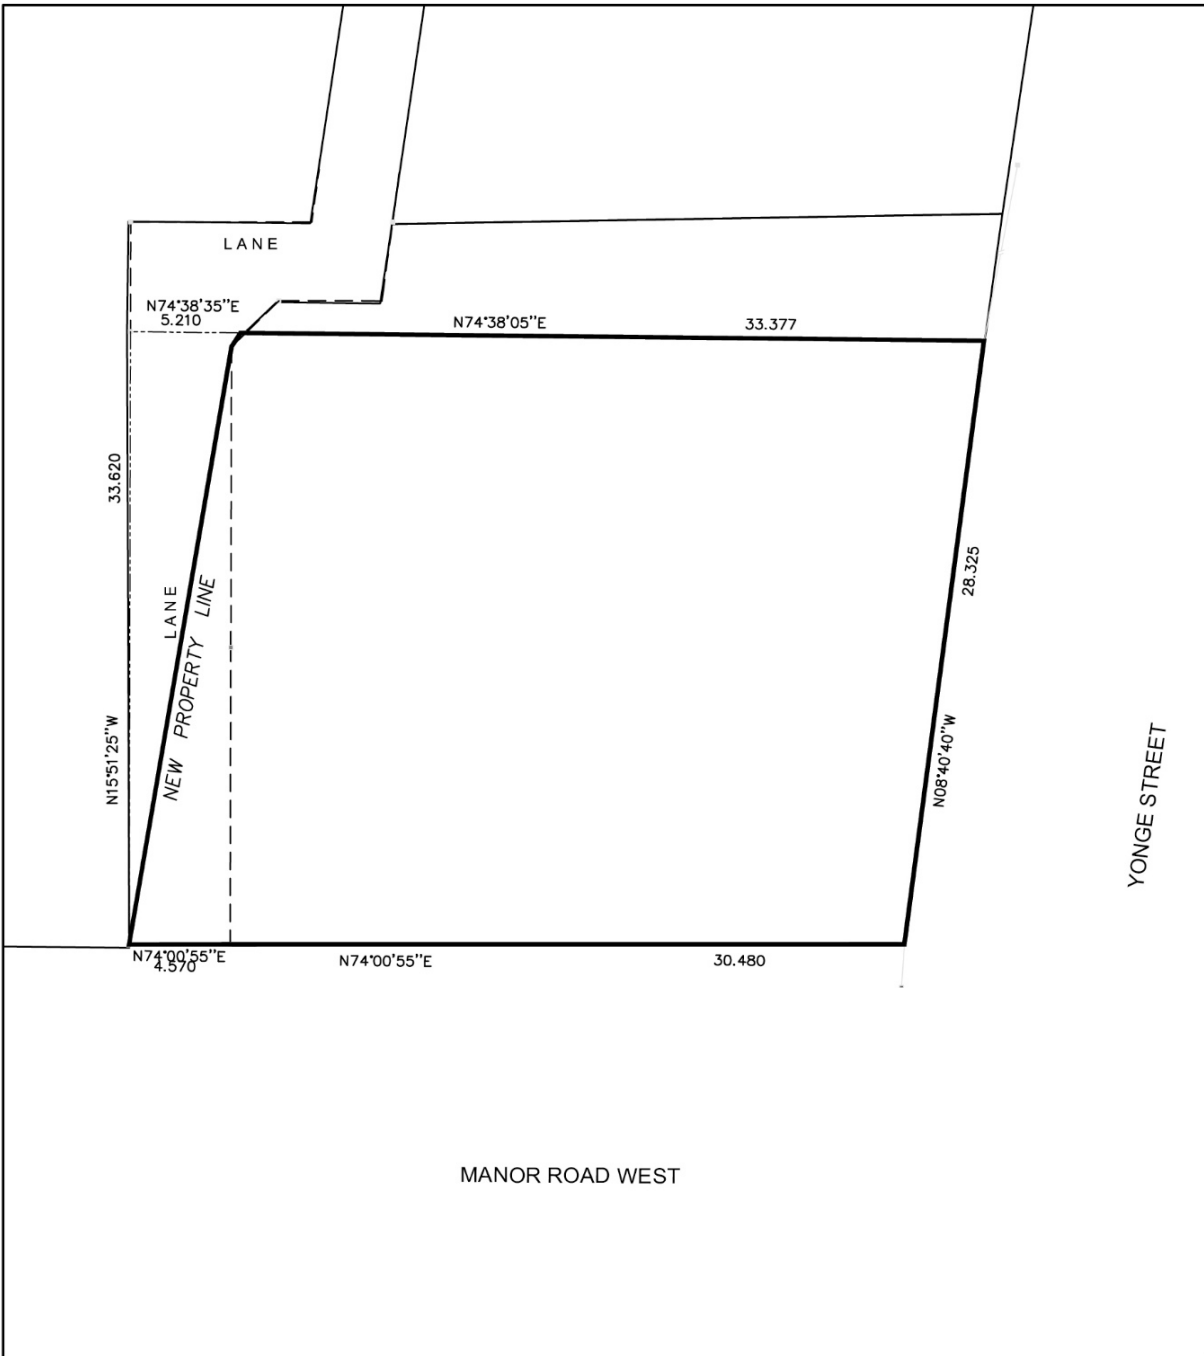 LANE
N74°38'35"E
5.210
N74°38'05"E
33.377
33.620
N15°51'25"W
LANE
NEW PROPERTY LINE
28.325
N08°40'40"W
YONGE STREET
N74°00'55"E
4.570
N74°00'55"E
30.480
MANOR ROAD WEST